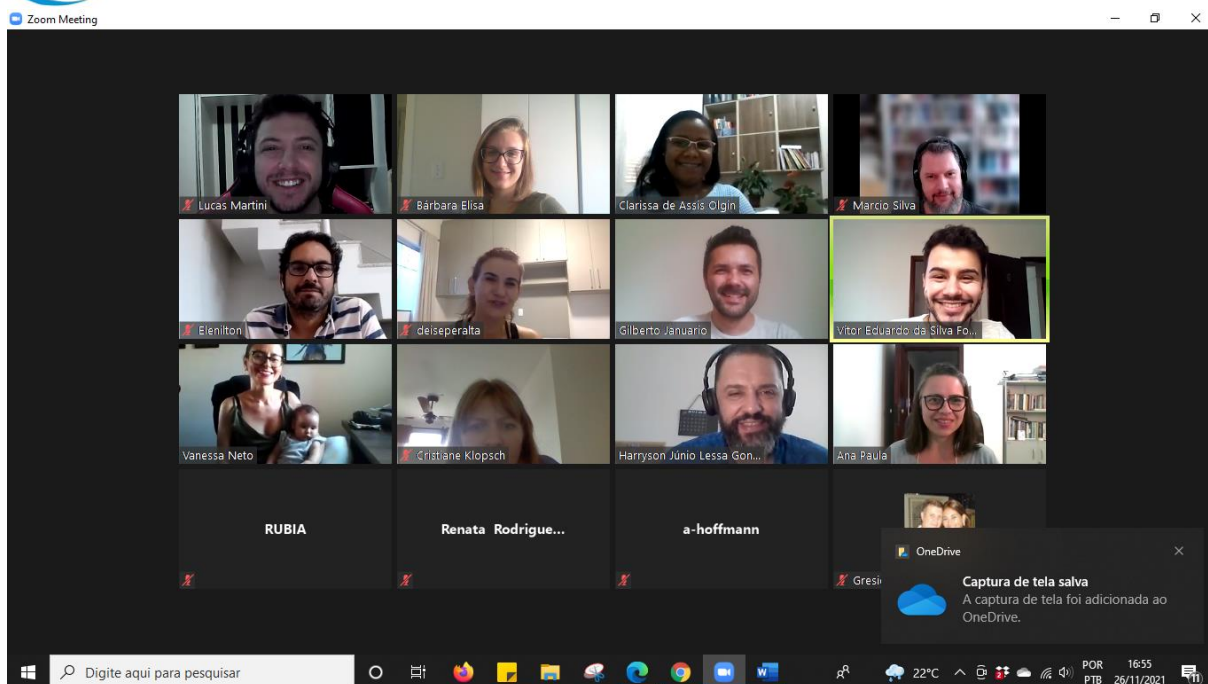 Zoom Meeting
Lucas Martini
Bárbara Elisa
Clarissa de Assis Olgin
Marcio Silva
Elenilton
deiseperalta
Gilberto Januario
Vitor Eduardo da Silva Fo...
Vanessa Neto
Cristiane Klopsch
Harryson Júnio Lessa Gon...
Ana Paula
RUBIA
Renata Rodrigue...
a-hoffmann
Gresi
OneDrive
Captura de tela salva
A captura de tela foi adicionada ao
OneDrive.
Digite aqui para pesquisar
22°C
POR
PTB
16:55
26/11/2021
11